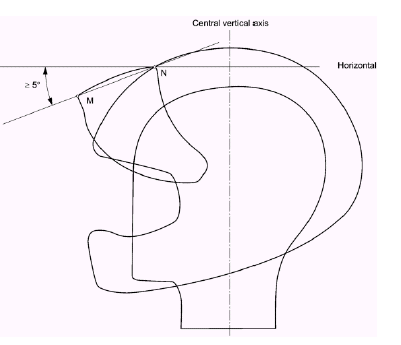 Central vertical axis
Horizontal
N
≥ 5°
M